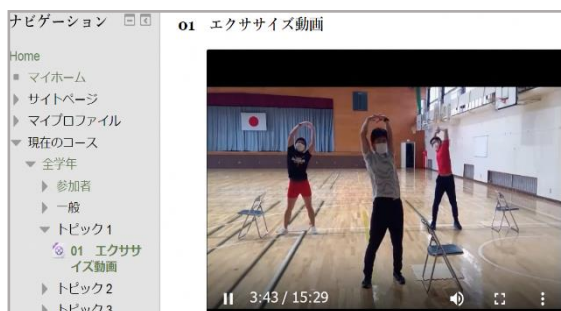 ナビゲーション
01 エクササイズ動画
Home
マイホーム
サイトページ
マイプロファイル
現在のコース
全学年
参加者
一般
トピック 1
01 エクササ
イズ動画
トピック 2
トピック 3
3:43 / 15:29